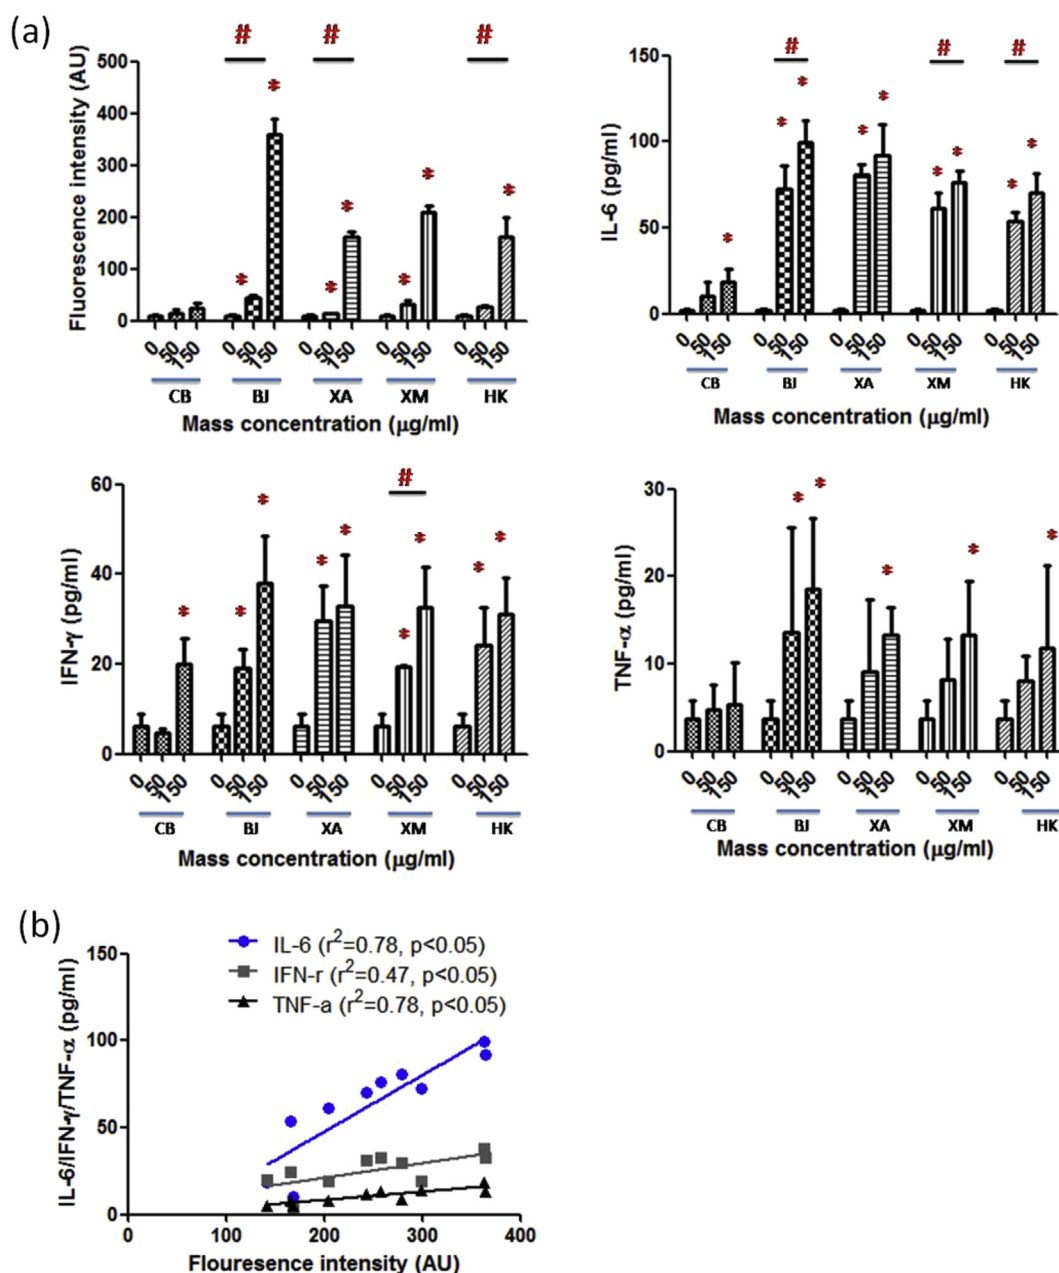 (a)
# # #
Fluorescence intensity (AU)
500
400
300
200
100
0
* * * * * * *
0 50 150 0 50 150 0 50 150 0 50 150 0 50 150
CB BJ XA XM HK
Mass concentration (μg/ml)
# # #
IL-6 (pg/ml)
150
100
50
0
* * * * * * * * *
0 50 150 0 50 150 0 50 150 0 50 150 0 50 150
CB BJ XA XM HK
Mass concentration (μg/ml)
#
IFN-γ (pg/ml)
60
40
20
0
* * * * * * * * *
0 50 150 0 50 150 0 50 150 0 50 150 0 50 150
CB BJ XA XM HK
Mass concentration (μg/ml)
TNF-α (pg/ml)
30
20
10
0
* * * * *
0 50 150 0 50 150 0 50 150 0 50 150 0 50 150
CB BJ XA XM HK
Mass concentration (μg/ml)
(b)
IL-6/IFN-γ/TNF-α (pg/ml)
150
100
50
0
IL-6 (r²=0.78, p<0.05)
IFN-r (r²=0.47, p<0.05)
TNF-a (r²=0.78, p<0.05)
0 100 200 300 400
Flouresence intensity (AU)